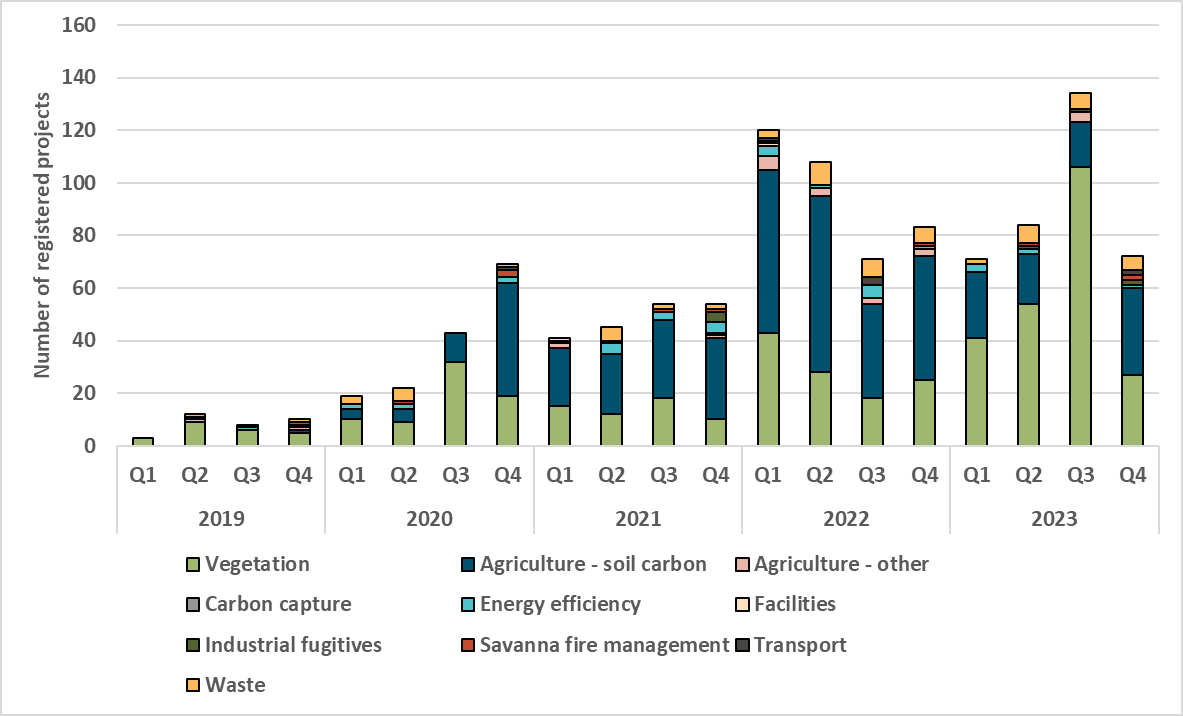 160
140
120
100
80
60
40
20
0
Number of registered projects
Q1 Q2 Q3 Q4 Q1 Q2 Q3 Q4 Q1 Q2 Q3 Q4 Q1 Q2 Q3 Q4 Q1 Q2 Q3 Q4
2019 2020 2021 2022 2023
Vegetation Agriculture - soil carbon Agriculture - other
Carbon capture Energy efficiency Facilities
Industrial fugitives Savanna fire management Transport
Waste